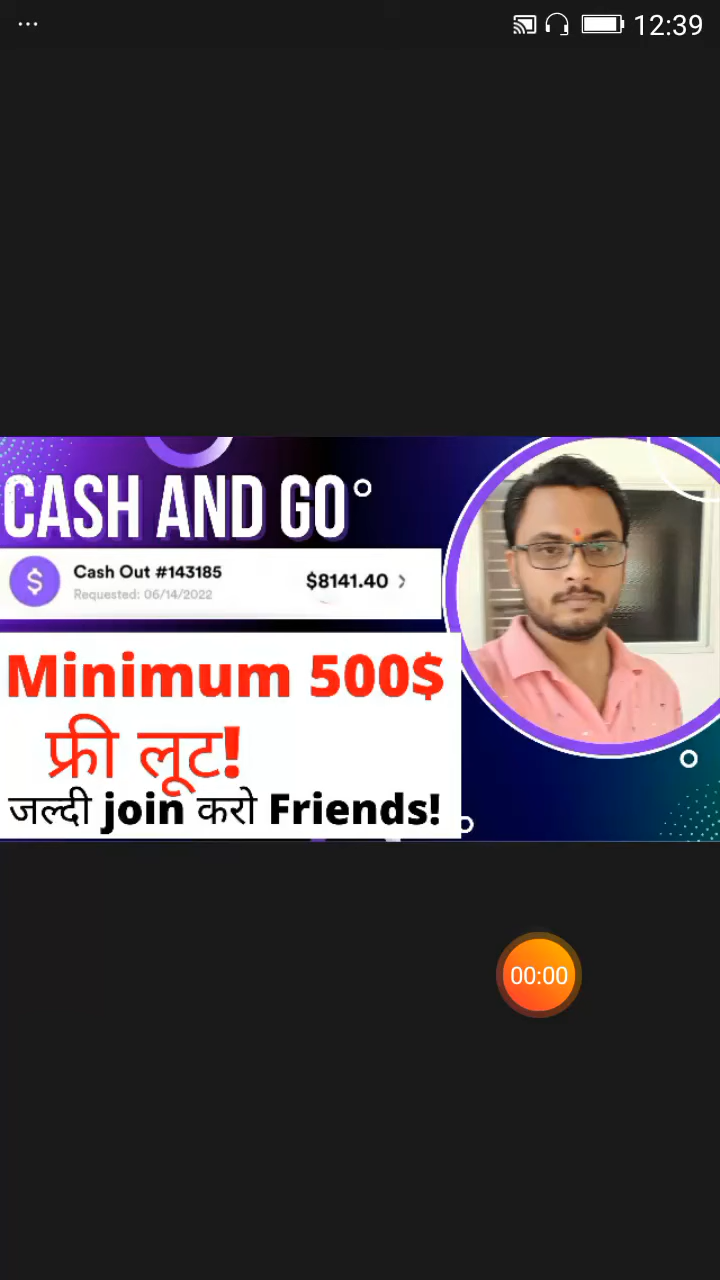 ...
12:39
CASH AND GO
Cash Out #143185
$8141.40
Requested: 06/14/2022
Minimum 500$
फ्री लूट!
जल्दी join करो Friends!
00:00